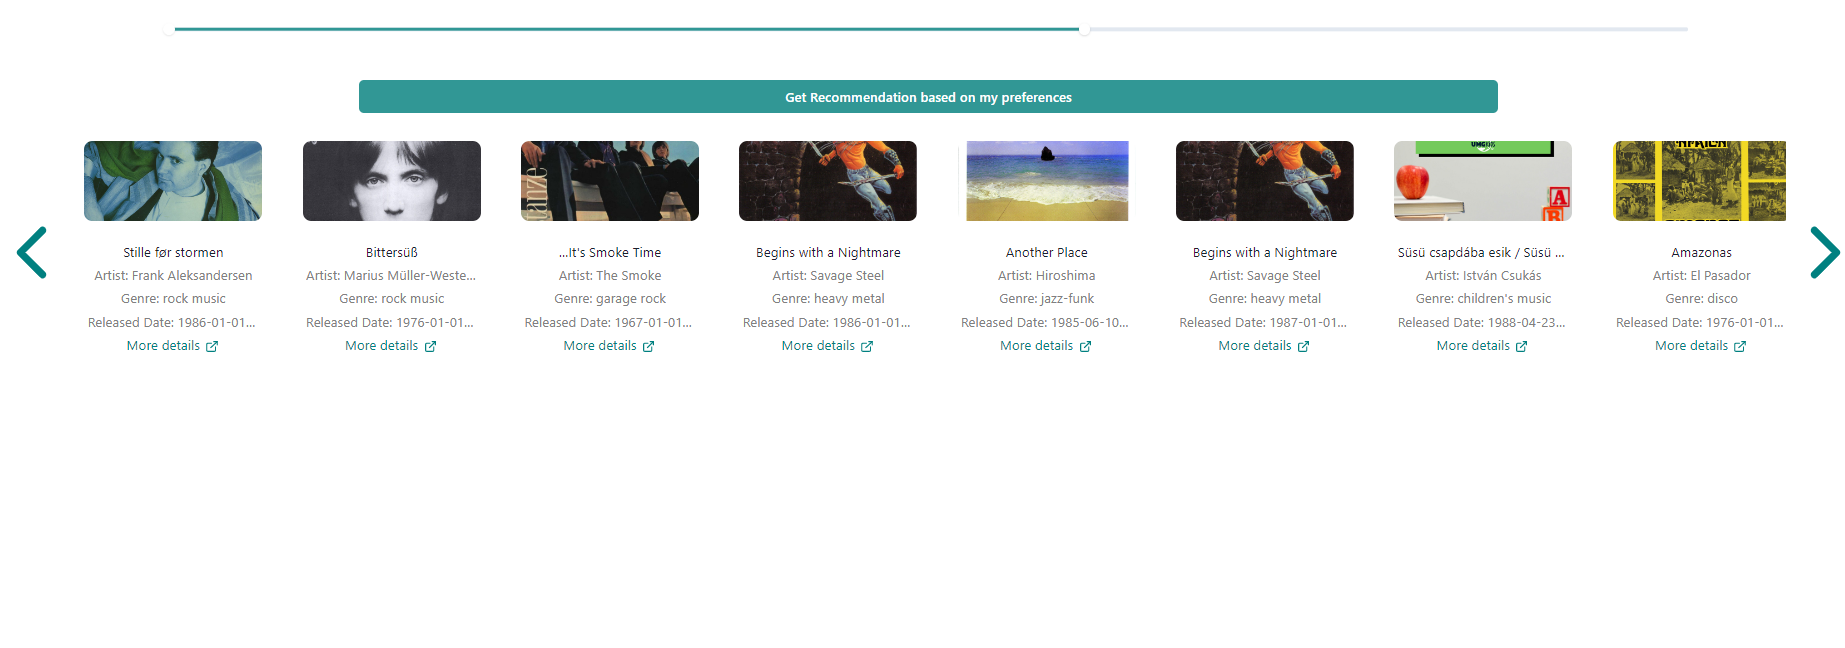 Get Recommendation based on my preferences
tanze
UMG
A
B
AFRICA
Stille før stormen
Artist: Frank Aleksandersen
Genre: rock music
Released Date: 1986-01-01...
More details
Bittersüß
Artist: Marius Müller-Weste...
Genre: rock music
Released Date: 1976-01-01...
More details
...It's Smoke Time
Artist: The Smoke
Genre: garage rock
Released Date: 1967-01-01...
More details
Begins with a Nightmare
Artist: Savage Steel
Genre: heavy metal
Released Date: 1986-01-01...
More details
Another Place
Artist: Hiroshima
Genre: jazz-funk
Released Date: 1985-06-10...
More details
Begins with a Nightmare
Artist: Savage Steel
Genre: heavy metal
Released Date: 1987-01-01...
More details
Süsü csapdába esik / Süsü ...
Artist: István Csukás
Genre: children's music
Released Date: 1988-04-23...
More details
Amazonas
Artist: El Pasador
Genre: disco
Released Date: 1976-01-01...
More details